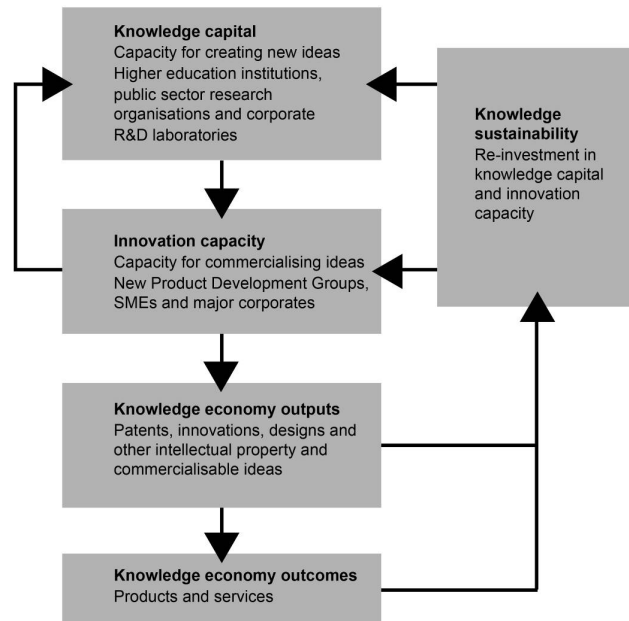 Knowledge capital
Capacity for creating new ideas
Higher education institutions,
public sector research
organisations and corporate
R&D laboratories
Knowledge
sustainability
Re-investment in
knowledge capital
and innovation
capacity
Innovation capacity
Capacity for commercialising ideas
New Product Development Groups,
SMEs and major corporates
Knowledge economy outputs
Patents, innovations, designs and
other intellectual property and
commercialisable ideas
Knowledge economy outcomes
Products and services